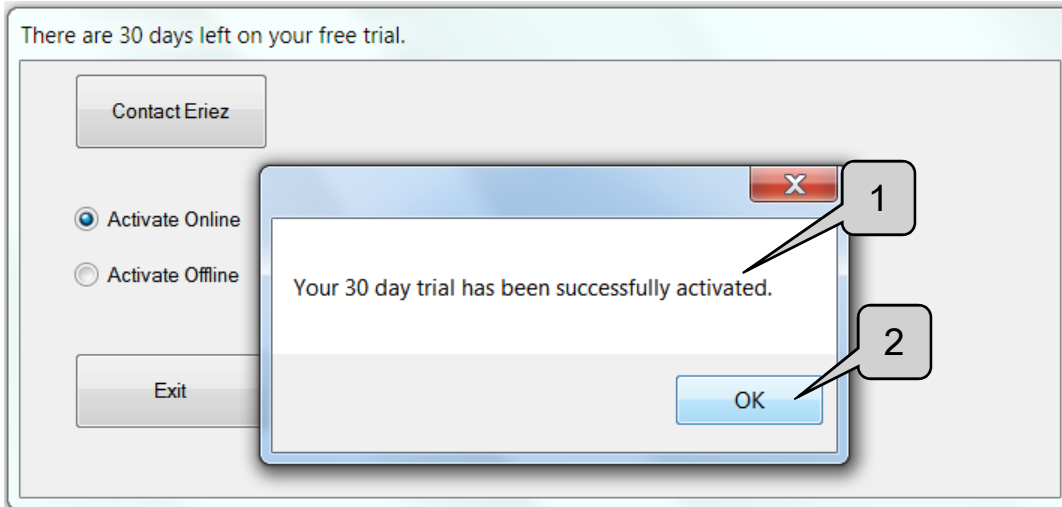 There are 30 days left on your free trial.
Contact Eriez
Activate Online
Activate Offline
Exit
X
1
Your 30 day trial has been successfully activated.
2
OK